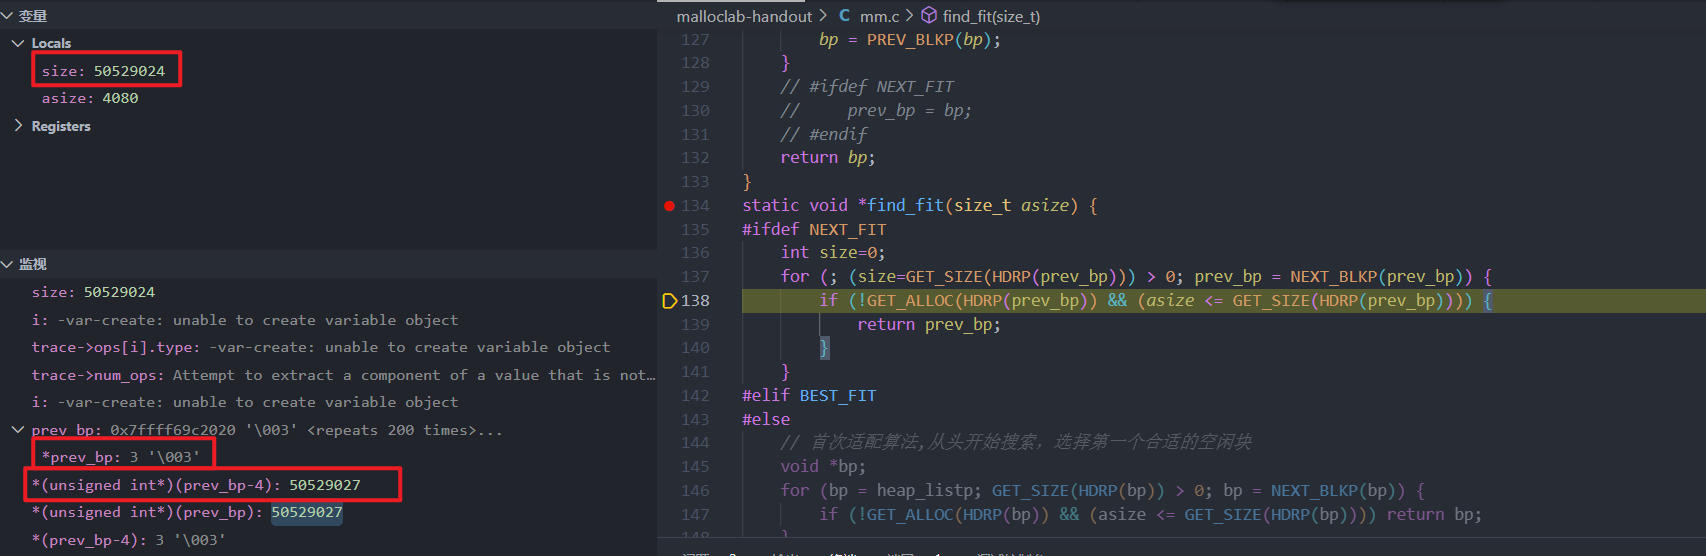 变量
Locals
size: 50529024
asize: 4080
Registers
监视
size: 50529024
i: -var-create: unable to create variable object
trace->ops[i].type: -var-create: unable to create variable object
trace->num_ops: Attempt to extract a component of a value that is not…
i: -var-create: unable to create variable object
prev_bp: 0x7ffff69c2020 '\003' <repeats 200 times>...
*prev_bp: 3 '\003'
*(unsigned int*)(prev_bp-4): 50529027
*(unsigned int*)(prev_bp): 50529027
*(prev_bp-4): 3 '\003'
malloclab-handout > C mm.c > find_fit(size_t)
127 bp = PREV_BLKP(bp);
128 }
129 // #ifdef NEXT_FIT
130 //     prev_bp = bp;
131 // #endif
132 return bp;
133 }
134 static void *find_fit(size_t asize) {
135 #ifdef NEXT_FIT
136 int size=0;
137 for (; (size=GET_SIZE(HDRP(prev_bp))) > 0; prev_bp = NEXT_BLKP(prev_bp)) {
138 if (!GET_ALLOC(HDRP(prev_bp)) && (asize <= GET_SIZE(HDRP(prev_bp)))) {
139 return prev_bp;
140 }
141 }
142 #elif BEST_FIT
143 #else
144 // 首次适配算法,从头开始搜索，选择第一个合适的空闲块
145 void *bp;
146 for (bp = heap_listp; GET_SIZE(HDRP(bp)) > 0; bp = NEXT_BLKP(bp)) {
147 if (!GET_ALLOC(HDRP(bp)) && (asize <= GET_SIZE(HDRP(bp)))) return bp;
148 }